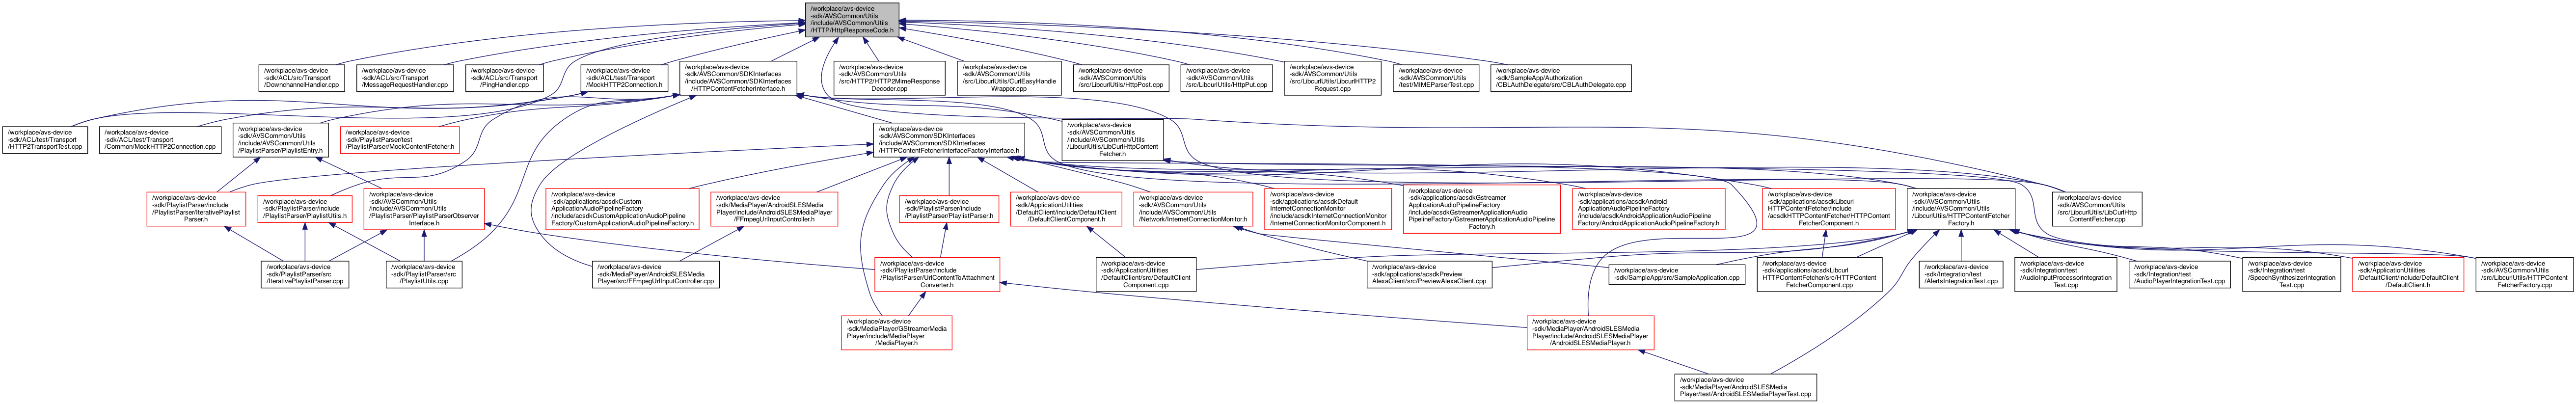 /workplace/avs-device
-sdk/AVSCommon/Utils
/include/AVSCommon/Utils
/HTTP/HttpResponseCode.h
/workplace/avs-device
-sdk/ACL/src/Transport
/DownchannelHandler.cpp
/workplace/avs-device
-sdk/ACL/src/Transport
/MessageRequestHandler.cpp
/workplace/avs-device
-sdk/ACL/src/Transport
/PingHandler.cpp
/workplace/avs-device
-sdk/ACL/test/Transport
/MockHTTP2Connection.h
/workplace/avs-device
-sdk/AVSCommon/SDKInterfaces
/include/AVSCommon/SDKInterfaces
/HTTPContentFetcherInterface.h
/workplace/avs-device
-sdk/AVSCommon/Utils
/src/HTTP2/HTTP2MimeResponse
Decoder.cpp
/workplace/avs-device
-sdk/AVSCommon/Utils
/src/LibcurlUtils/CurlEasyHandle
Wrapper.cpp
/workplace/avs-device
-sdk/AVSCommon/Utils
/src/LibcurlUtils/HttpPost.cpp
/workplace/avs-device
-sdk/AVSCommon/Utils
/src/LibcurlUtils/HttpPut.cpp
/workplace/avs-device
-sdk/AVSCommon/Utils
/src/LibcurlUtils/LibcurlHTTP2
Request.cpp
/workplace/avs-device
-sdk/AVSCommon/Utils
/test/MIMEParserTest.cpp
/workplace/avs-device
-sdk/SampleApp/Authorization
/CBLAuthDelegate/src/CBLAuthDelegate.cpp
/workplace/avs-device
-sdk/ACL/test/Transport
/HTTP2TransportTest.cpp
/workplace/avs-device
-sdk/ACL/test/Transport
/Common/MockHTTP2Connection.cpp
/workplace/avs-device
-sdk/AVSCommon/Utils
/include/AVSCommon/Utils
/PlaylistParser/PlaylistEntry.h
/workplace/avs-device
-sdk/PlaylistParser/test
/PlaylistParser/MockContentFetcher.h
/workplace/avs-device
-sdk/AVSCommon/SDKInterfaces
/include/AVSCommon/SDKInterfaces
/HTTPContentFetcherInterfaceFactoryInterface.h
/workplace/avs-device
-sdk/AVSCommon/Utils
/include/AVSCommon/Utils
/LibcurlUtils/LibCurlHttpContent
Fetcher.h
/workplace/avs-device
-sdk/PlaylistParser/include
/PlaylistParser/IterativePlaylist
Parser.h
/workplace/avs-device
-sdk/PlaylistParser/include
/PlaylistParser/PlaylistUtils.h
/workplace/avs-device
-sdk/AVSCommon/Utils
/include/AVSCommon/Utils
/PlaylistParser/PlaylistParserObserver
Interface.h
/workplace/avs-device
-sdk/applications/acsdkCustom
ApplicationAudioPipelineFactory
/include/acsdkCustomApplicationAudioPipeline
Factory/CustomApplicationAudioPipelineFactory.h
/workplace/avs-device
-sdk/MediaPlayer/AndroidSLESMedia
Player/include/AndroidSLESMediaPlayer
/FFmpegUrlInputController.h
/workplace/avs-device
-sdk/PlaylistParser/include
/PlaylistParser/PlaylistParser.h
/workplace/avs-device
-sdk/ApplicationUtilities
/DefaultClient/include/DefaultClient
/DefaultClientComponent.h
/workplace/avs-device
-sdk/AVSCommon/Utils
/include/AVSCommon/Utils
/Network/InternetConnectionMonitor.h
/workplace/avs-device
-sdk/applications/acsdkDefault
InternetConnectionMonitor
/include/acsdkInternetConnectionMonitor
/InternetConnectionMonitorComponent.h
/workplace/avs-device
-sdk/applications/acsdkGstreamer
ApplicationAudioPipelineFactory
/include/acsdkGstreamerApplicationAudio
PipelineFactory/GstreamerApplicationAudioPipeline
Factory.h
/workplace/avs-device
-sdk/applications/acsdkAndroid
ApplicationAudioPipelineFactory
/include/acsdkAndroidApplicationAudioPipeline
Factory/AndroidApplicationAudioPipelineFactory.h
/workplace/avs-device
-sdk/applications/acsdkLibcurl
HTTPContentFetcher/include
/acsdkHTTPContentFetcher/HTTPContent
FetcherComponent.h
/workplace/avs-device
-sdk/AVSCommon/Utils
/include/AVSCommon/Utils
/LibcurlUtils/HTTPContentFetcher
Factory.h
/workplace/avs-device
-sdk/AVSCommon/Utils
/src/LibcurlUtils/LibCurlHttp
ContentFetcher.cpp
/workplace/avs-device
-sdk/PlaylistParser/src
/IterativePlaylistParser.cpp
/workplace/avs-device
-sdk/PlaylistParser/src
/PlaylistUtils.cpp
/workplace/avs-device
-sdk/MediaPlayer/AndroidSLESMedia
Player/src/FFmpegUrlInputController.cpp
/workplace/avs-device
-sdk/PlaylistParser/include
/PlaylistParser/UrlContentToAttachment
Converter.h
/workplace/avs-device
-sdk/ApplicationUtilities
/DefaultClient/src/DefaultClient
Component.cpp
/workplace/avs-device
-sdk/applications/acsdkPreview
AlexaClient/src/PreviewAlexaClient.cpp
/workplace/avs-device
-sdk/SampleApp/src/SampleApplication.cpp
/workplace/avs-device
-sdk/applications/acsdkLibcurl
HTTPContentFetcher/src/HTTPContent
FetcherComponent.cpp
/workplace/avs-device
-sdk/Integration/test
/AlertsIntegrationTest.cpp
/workplace/avs-device
-sdk/Integration/test
/AudioInputProcessorIntegration
Test.cpp
/workplace/avs-device
-sdk/Integration/test
/AudioPlayerIntegrationTest.cpp
/workplace/avs-device
-sdk/Integration/test
/SpeechSynthesizerIntegration
Test.cpp
/workplace/avs-device
-sdk/ApplicationUtilities
/DefaultClient/include/DefaultClient
/DefaultClient.h
/workplace/avs-device
-sdk/AVSCommon/Utils
/src/LibcurlUtils/HTTPContent
FetcherFactory.cpp
/workplace/avs-device
-sdk/MediaPlayer/GStreamerMedia
Player/include/MediaPlayer
/MediaPlayer.h
/workplace/avs-device
-sdk/MediaPlayer/AndroidSLESMedia
Player/include/AndroidSLESMediaPlayer
/AndroidSLESMediaPlayer.h
/workplace/avs-device
-sdk/MediaPlayer/AndroidSLESMedia
Player/test/AndroidSLESMediaPlayerTest.cpp